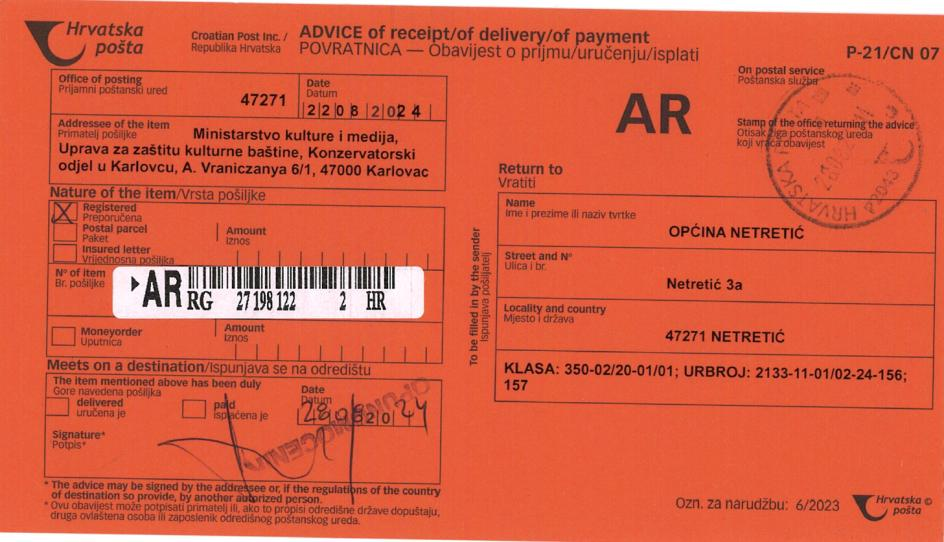 Hrvatska
pošta
Croatian Post Inc. /
Republika Hrvatska
ADVICE of receipt/of delivery/of payment
POVRATNICA — Obavijest o prijmu/uručenju/isplati
P-21/CN 07
Office of posting
Prijamni poštanski ured
47271
Date
Datum
2 2 0 8 2 0 2 4
Addressee of the item
Primatelj pošiljke
Ministarstvo kulture i medija,
Uprava za zaštitu kulturne baštine, Konzervatorski
odjel u Karlovcu, A. Vraniczanya 6/1, 47000 Karlovac
Nature of the item/Vrsta pošiljke
X Registered
Preporučena
Postal parcel
Paket
Insured letter
Vrijednosna pošiljka
Amount
Iznos
Nº of item
Br. pošiljke
AR
RG 27 198 122 2 HR
Moneyorder
Uputnica
Amount
Iznos
Meets on a destination/Ispunjava se na odredištu
The item mentioned above has been duly
Gore navedena pošiljka
delivered
uručena je
paid
isplaćena je
Date
Datum
28 08 20 24
OPUNOMOĆENIK
Signature*
Potpis*
* The advice may be signed by the addressee or, if the regulations of the country
of destination so provide, by another autorized person.
* Ovu obavijest može potpisati primatelj ili, ako to propisi odredišne države dopuštaju,
druga ovlaštena osoba ili zaposlenik odredišnog poštanskog ureda.
To be filled in by the sender
Ispunjava pošiljatelj
AR
On postal service
Poštanska služba
Stamp of the office returning the advice
Otisak žiga poštanskog ureda
koji vraća obavijest
HRVATSKA
Return to
Vratiti
Name
Ime i prezime ili naziv tvrtke
OPĆINA NETRETIĆ
Street and Nº
Ulica i br.
Netretić 3a
Locality and country
Mjesto i država
47271 NETRETIĆ
KLASA: 350-02/20-01/01; URBROJ: 2133-11-01/02-24-156;
157
Ozn. za narudžbu: 6/2023
Hrvatska ©
pošta